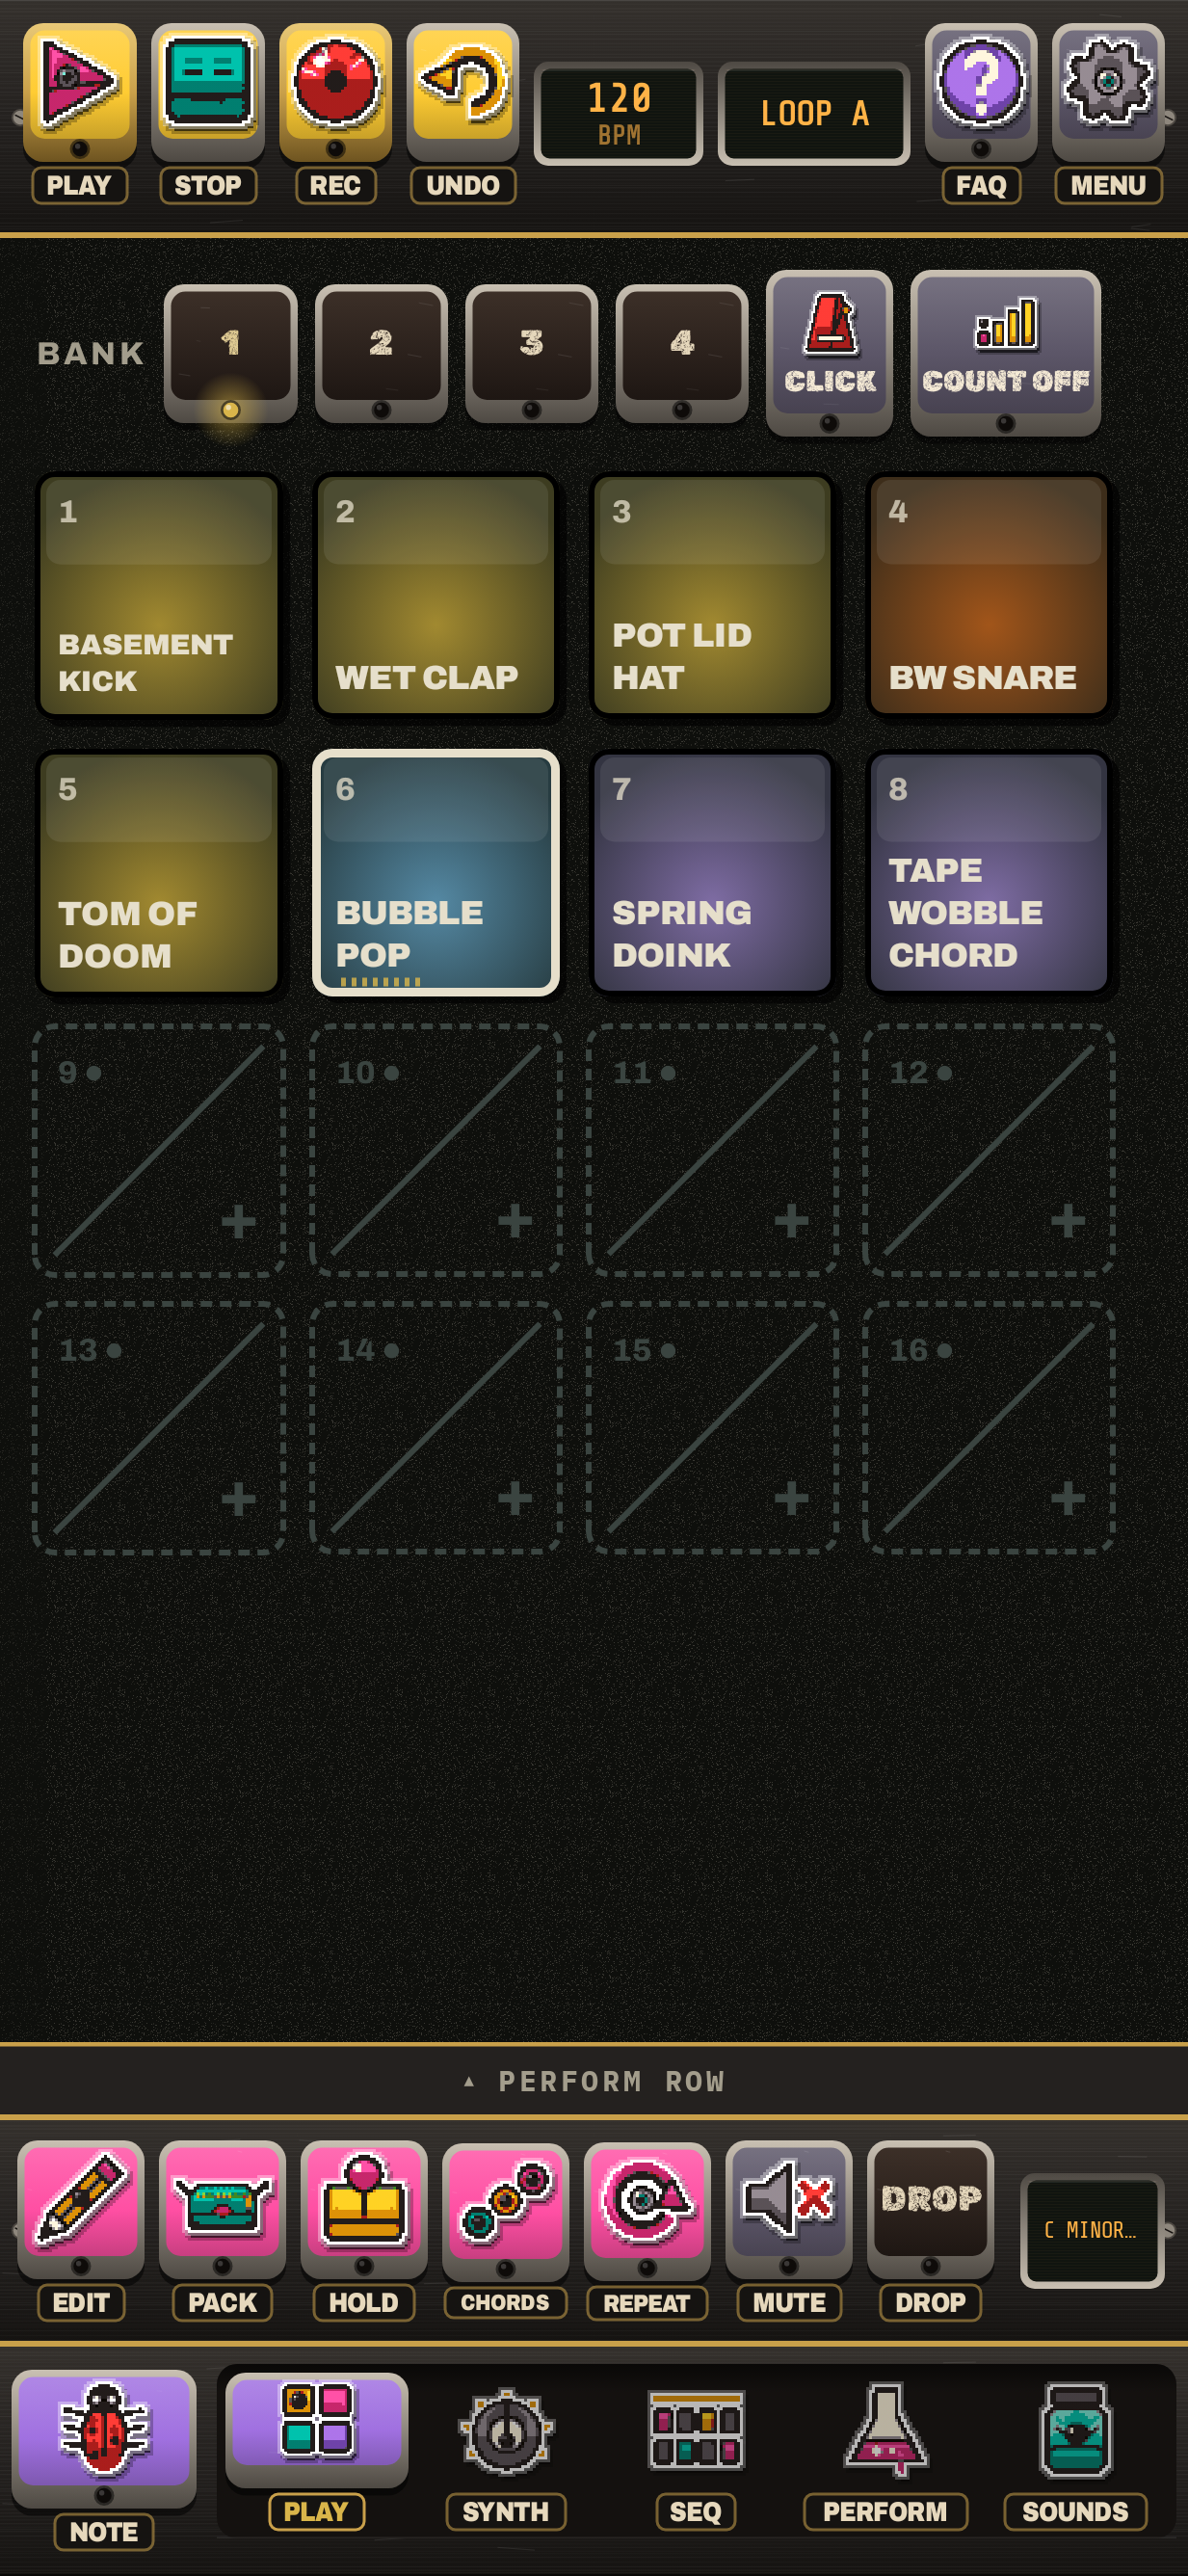 120
BPM
LOOP A
PLAY
STOP
REC
UNDO
FAQ
MENU
BANK
1
2
3
4
CLICK
COUNT OFF
1
BASEMENT
KICK
2
WET CLAP
3
POT LID
HAT
4
BW SNARE
5
TOM OF
DOOM
6
BUBBLE
POP
7
SPRING
DOINK
8
TAPE
WOBBLE
CHORD
9
10
11
12
13
14
15
16
▲ PERFORM ROW
DROP
C MINOR…
EDIT
PACK
HOLD
CHORDS
REPEAT
MUTE
DROP
NOTE
PLAY
SYNTH
SEQ
PERFORM
SOUNDS